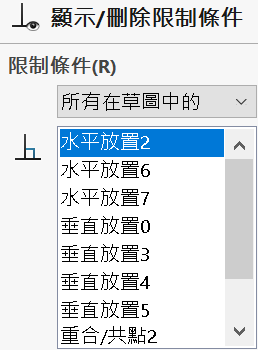 顯示/刪除限制條件
限制條件(R)
所有在草圖中的
水平放置2
水平放置6
水平放置7
垂直放置0
垂直放置3
垂直放置4
垂直放置5
重合/共點2